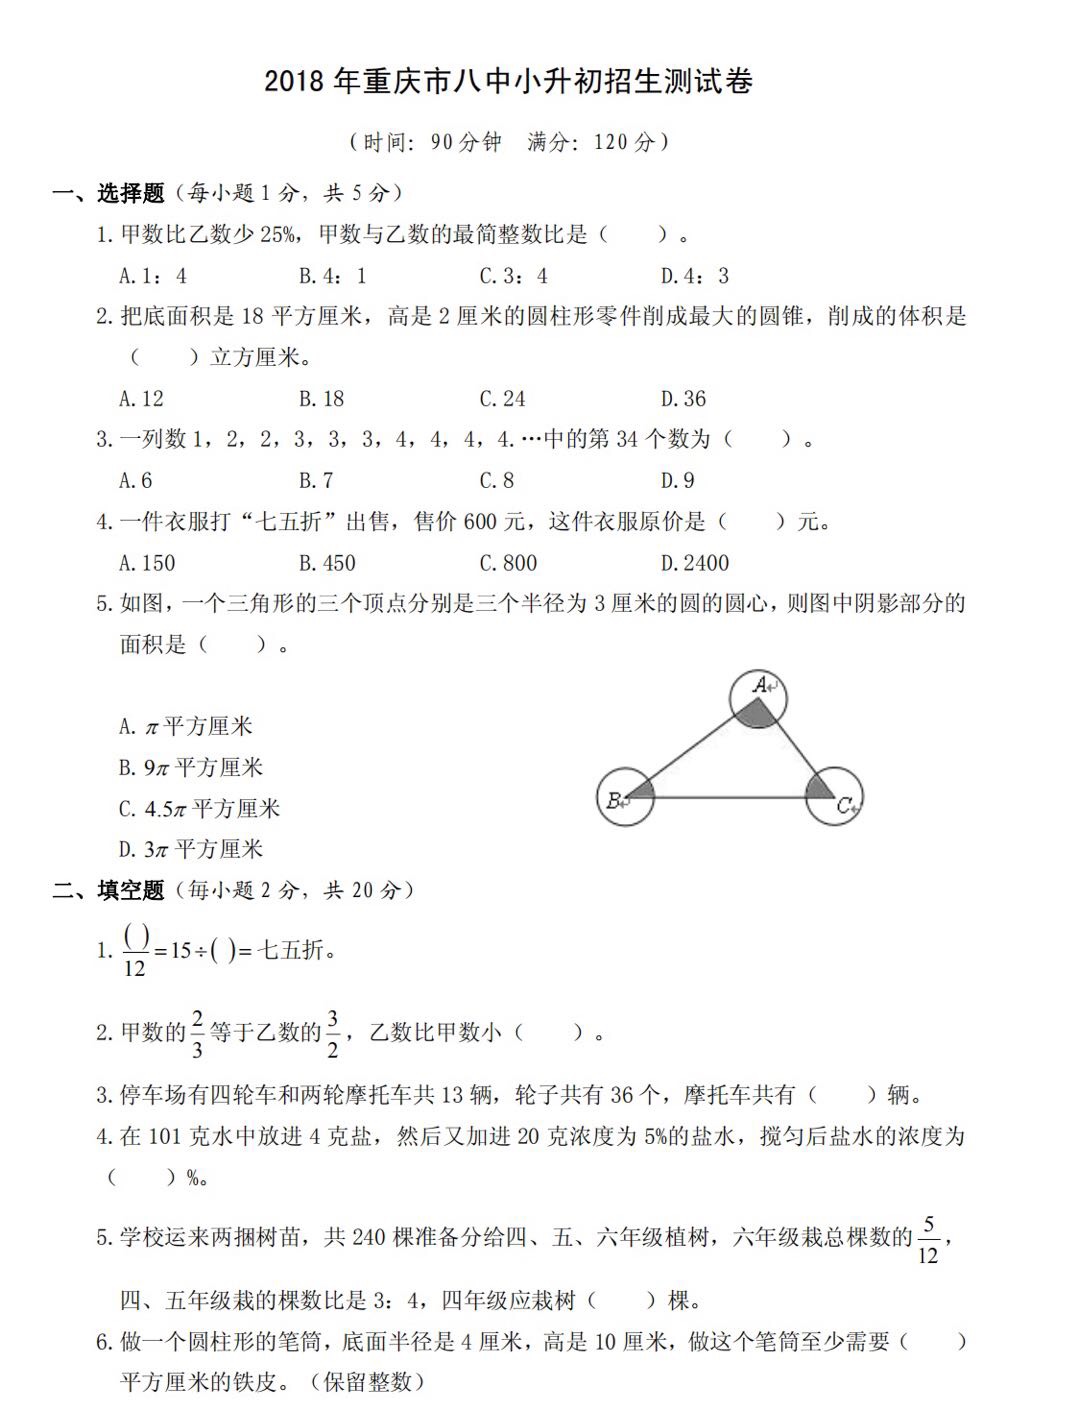 2018 年重庆市八中小升初招生测试卷
（时间：90 分钟 满分：120 分）
一、选择题（每小题 1 分，共 5 分）
1. 甲数比乙数少 25%，甲数与乙数的最简整数比是（ ）。
A.1：4 B.4：1 C.3：4 D.4：3
2. 把底面积是 18 平方厘米，高是 2 厘米的圆柱形零件削成最大的圆锥，削成的体积是
（ ）立方厘米。
A.12 B.18 C.24 D.36
3. 一列数 1，2，2，3，3，3，4，4，4，4.…中的第 34 个数为（ ）。
A.6 B.7 C.8 D.9
4. 一件衣服打“七五折”出售，售价 600 元，这件衣服原价是（ ）元。
A.150 B.450 C.800 D.2400
5. 如图，一个三角形的三个顶点分别是三个半径为 3 厘米的圆的圆心，则图中阴影部分的
面积是（ ）。
A
B
C
A. π 平方厘米
B. 9π 平方厘米
C. 4.5π 平方厘米
D. 3π 平方厘米
二、填空题（每小题 2 分，共 20 分）
1. ( )/12 = 15 ÷ ( ) = 七五折。
2. 甲数的 2/3 等于乙数的 3/2，乙数比甲数小（ ）。
3. 停车场有四轮车和两轮摩托车共 13 辆，轮子共有 36 个，摩托车共有（ ）辆。
4. 在 101 克水中放进 4 克盐，然后又加进 20 克浓度为 5%的盐水，搅匀后盐水的浓度为
（ ）%。
5. 学校运来两捆树苗，共 240 棵准备分给四、五、六年级植树，六年级栽总棵数的 5/12，
四、五年级栽的棵数比是 3：4，四年级应栽树（ ）棵。
6. 做一个圆柱形的笔筒，底面半径是 4 厘米，高是 10 厘米，做这个笔筒至少需要（ ）
平方厘米的铁皮。（保留整数）